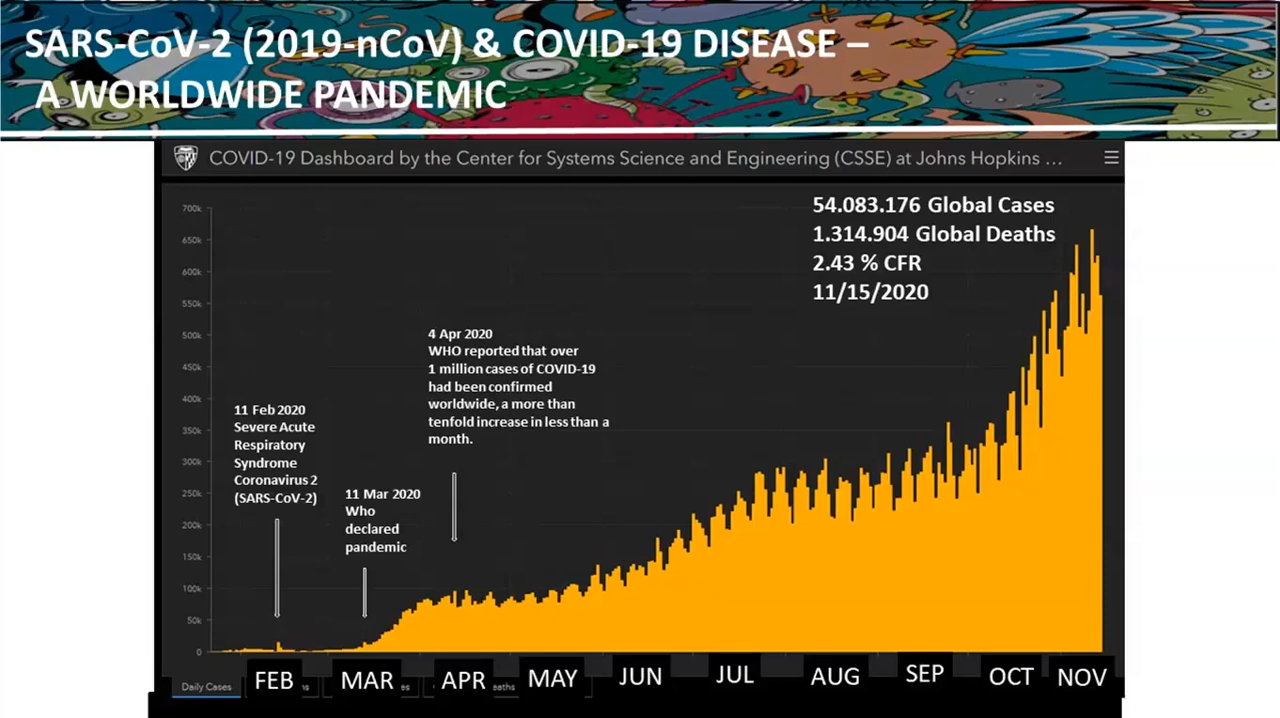 SARS-CoV-2 (2019-nCoV) & COVID-19 DISEASE –
A WORLDWIDE PANDEMIC
COVID-19 Dashboard by the Center for Systems Science and Engineering (CSSE) at Johns Hopkins ...
54.083.176 Global Cases
1.314.904 Global Deaths
2.43 % CFR
11/15/2020
700k
650k
600k
550k
500k
450k
400k
350k
300k
250k
200k
150k
100k
50k
0
4 Apr 2020
WHO reported that over
1 million cases of COVID-19
had been confirmed
worldwide, a more than
tenfold increase in less than a
month.
11 Feb 2020
Severe Acute
Respiratory
Syndrome
Coronavirus 2
(SARS-CoV-2)
11 Mar 2020
Who
declared
pandemic
FEB MAR APR MAY JUN JUL AUG SEP OCT NOV
Daily Cases